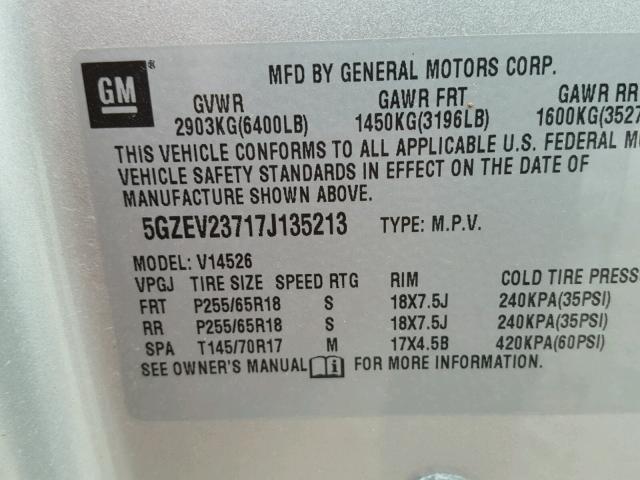 GM ®
MFD BY GENERAL MOTORS CORP.
GVWR GAWR FRT GAWR RR
2903KG(6400LB) 1450KG(3196LB) 1600KG(3527
THIS VEHICLE CONFORMS TO ALL APPLICABLE U.S. FEDERAL M
VEHICLE SAFETY STANDARDS IN EFFECT ON THE DATE OF
MANUFACTURE SHOWN ABOVE.
5GZEV23717J135213 TYPE: M.P.V.
MODEL: V14526
VPGJ TIRE SIZE SPEED RTG RIM COLD TIRE PRESS
FRT P255/65R18 S 18X7.5J 240KPA(35PSI)
RR P255/65R18 S 18X7.5J 240KPA(35PSI)
SPA T145/70R17 M 17X4.5B 420KPA(60PSI)
SEE OWNER'S MANUAL i FOR MORE INFORMATION.